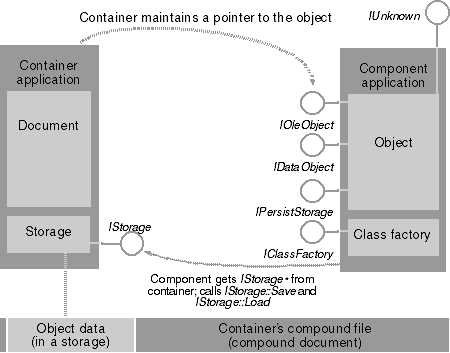 Container maintains a pointer to the object
IUnknown
Container
application
Component
application
Document
IOleObject
Object
IDataObject
IPersistStorage
Storage
IStorage
Class factory
IClassFactory
Component gets IStorage * from
container; calls IStorage::Save and
IStorage::Load
Object data
(in a storage)
Container's compound file
(compound document)